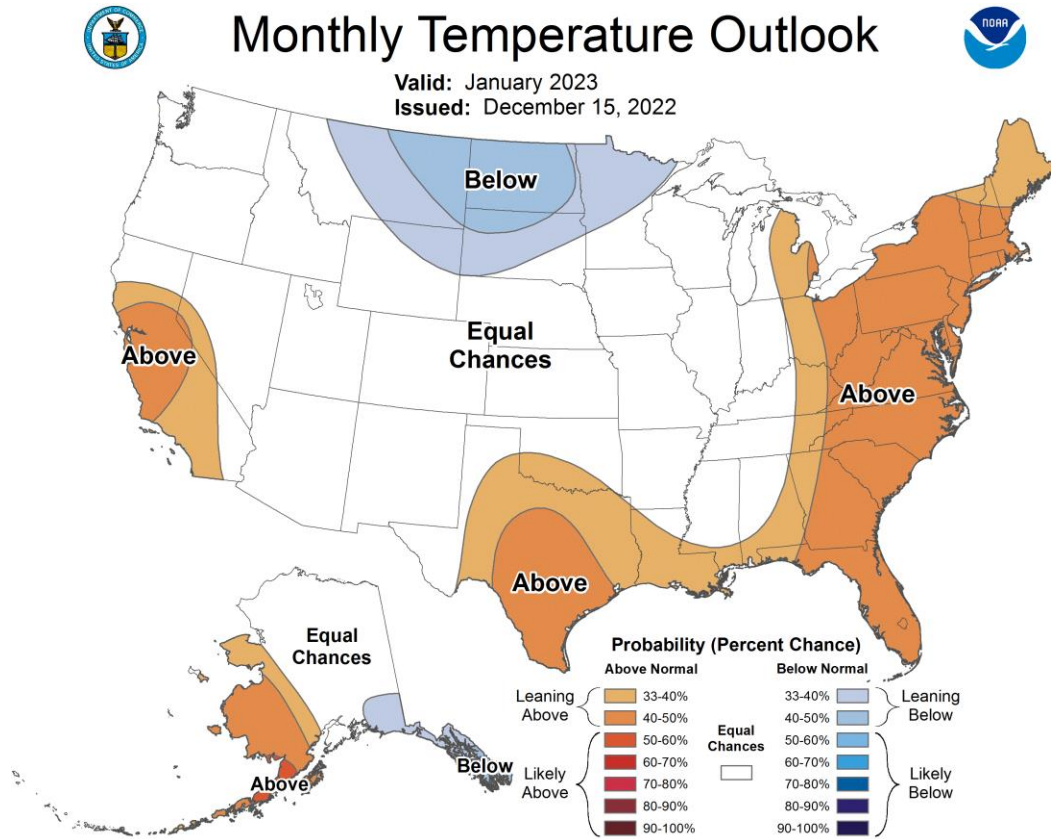 Monthly Temperature Outlook
NOAA
Valid: January 2023
Issued: December 15, 2022
Below
Above
Equal
Chances
Above
Above
Equal
Chances
Above
Below
Probability (Percent Chance)
Above Normal
Below Normal
Leaning
Above
33-40%
40-50%
Likely
Above
50-60%
60-70%
70-80%
80-90%
90-100%
Equal
Chances
33-40%
40-50%
Leaning
Below
50-60%
60-70%
70-80%
80-90%
90-100%
Likely
Below